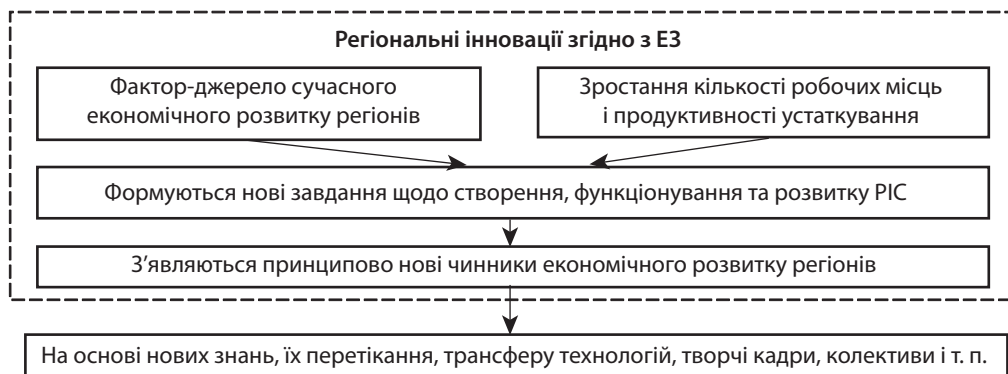 Регіональні інновації згідно з ЕЗ
Фактор-джерело сучасного
економічного розвитку регіонів
Зростання кількості робочих місць
і продуктивності устаткування
Формуються нові завдання щодо створення, функціонування та розвитку РІС
З’являються принципово нові чинники економічного розвитку регіонів
На основі нових знань, їх перетікання, трансферу технологій, творчі кадри, колективи і т. п.